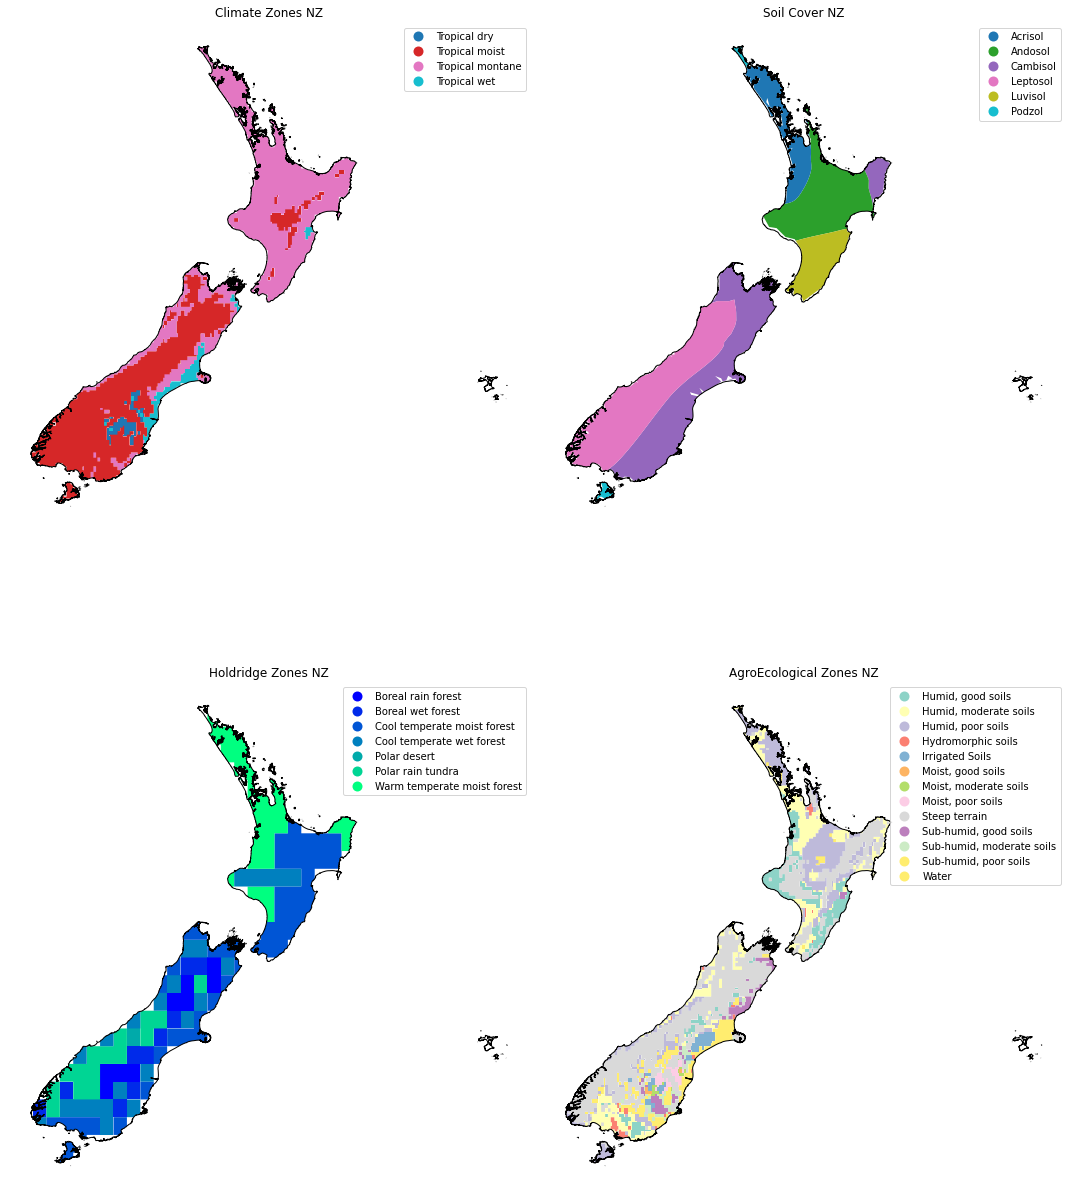 Climate Zones NZ
Tropical dry
Tropical moist
Tropical montane
Tropical wet
Soil Cover NZ
Acrisol
Andosol
Cambisol
Leptosol
Luvisol
Podzol
Holdridge Zones NZ
Boreal rain forest
Boreal wet forest
Cool temperate moist forest
Cool temperate wet forest
Polar desert
Polar rain tundra
Warm temperate moist forest
AgroEcological Zones NZ
Humid, good soils
Humid, moderate soils
Humid, poor soils
Hydromorphic soils
Irrigated Soils
Moist, good soils
Moist, moderate soils
Moist, poor soils
Steep terrain
Sub-humid, good soils
Sub-humid, moderate soils
Sub-humid, poor soils
Water